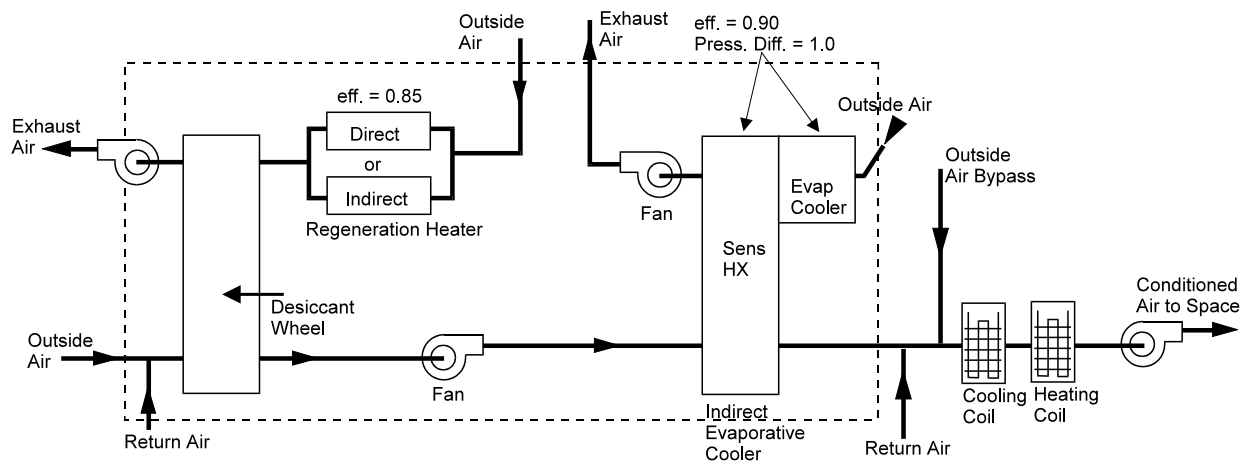 Outside
Air
Exhaust
Air
eff. = 0.90
Press. Diff. = 1.0
eff. = 0.85
Outside Air
Exhaust
Air
Direct
or
Indirect
Regeneration Heater
Fan
Evap
Cooler
Outside
Air Bypass
Sens
HX
Desiccant
Wheel
Conditioned
Air to Space
Outside
Air
Fan
Return Air
Indirect
Evaporative
Cooler
Return Air
Cooling
Coil
Heating
Coil